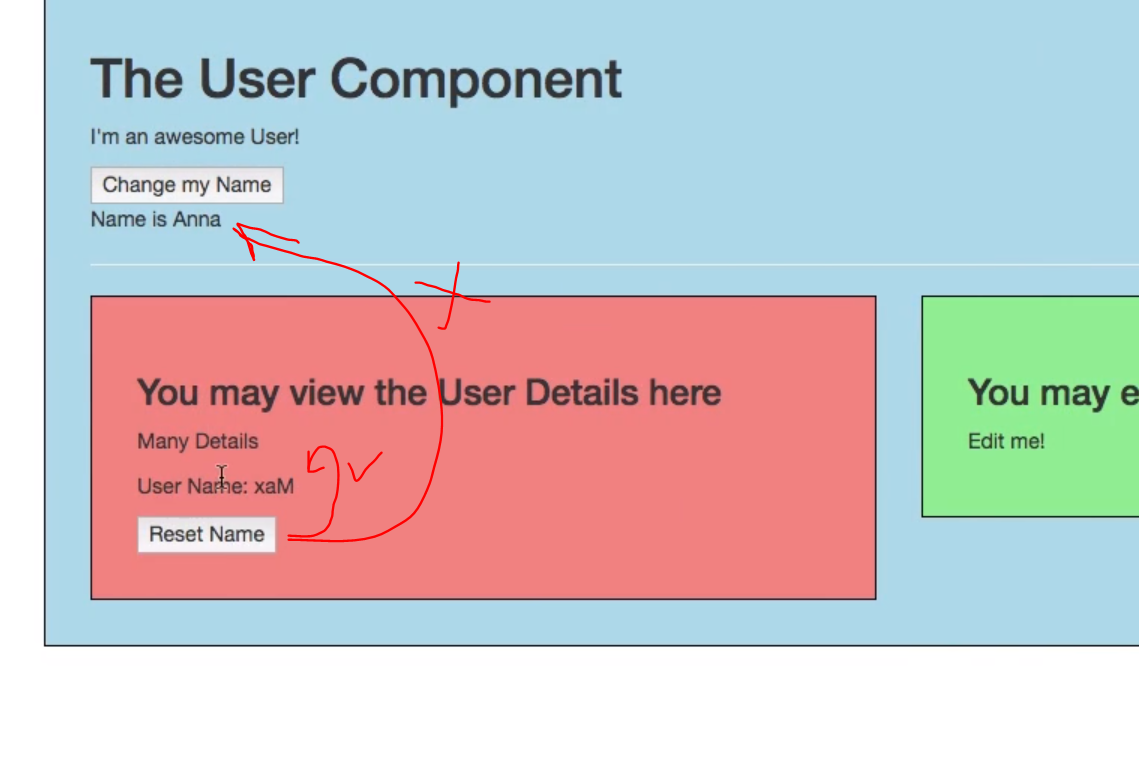 The User Component
I'm an awesome User!
Change my Name
Name is Anna
You may view the User Details here
Many Details
User Name: xaM
Reset Name
You may e
Edit me!